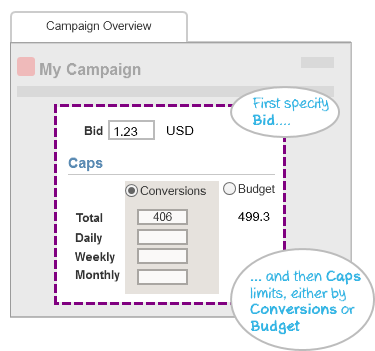 Campaign Overview
My Campaign
First specify
Bid....
Bid 1.23 USD
Caps
Conversions Budget
Total 406 499.3
Daily
Weekly
Monthly
... and then Caps
limits, either by
Conversions or
Budget